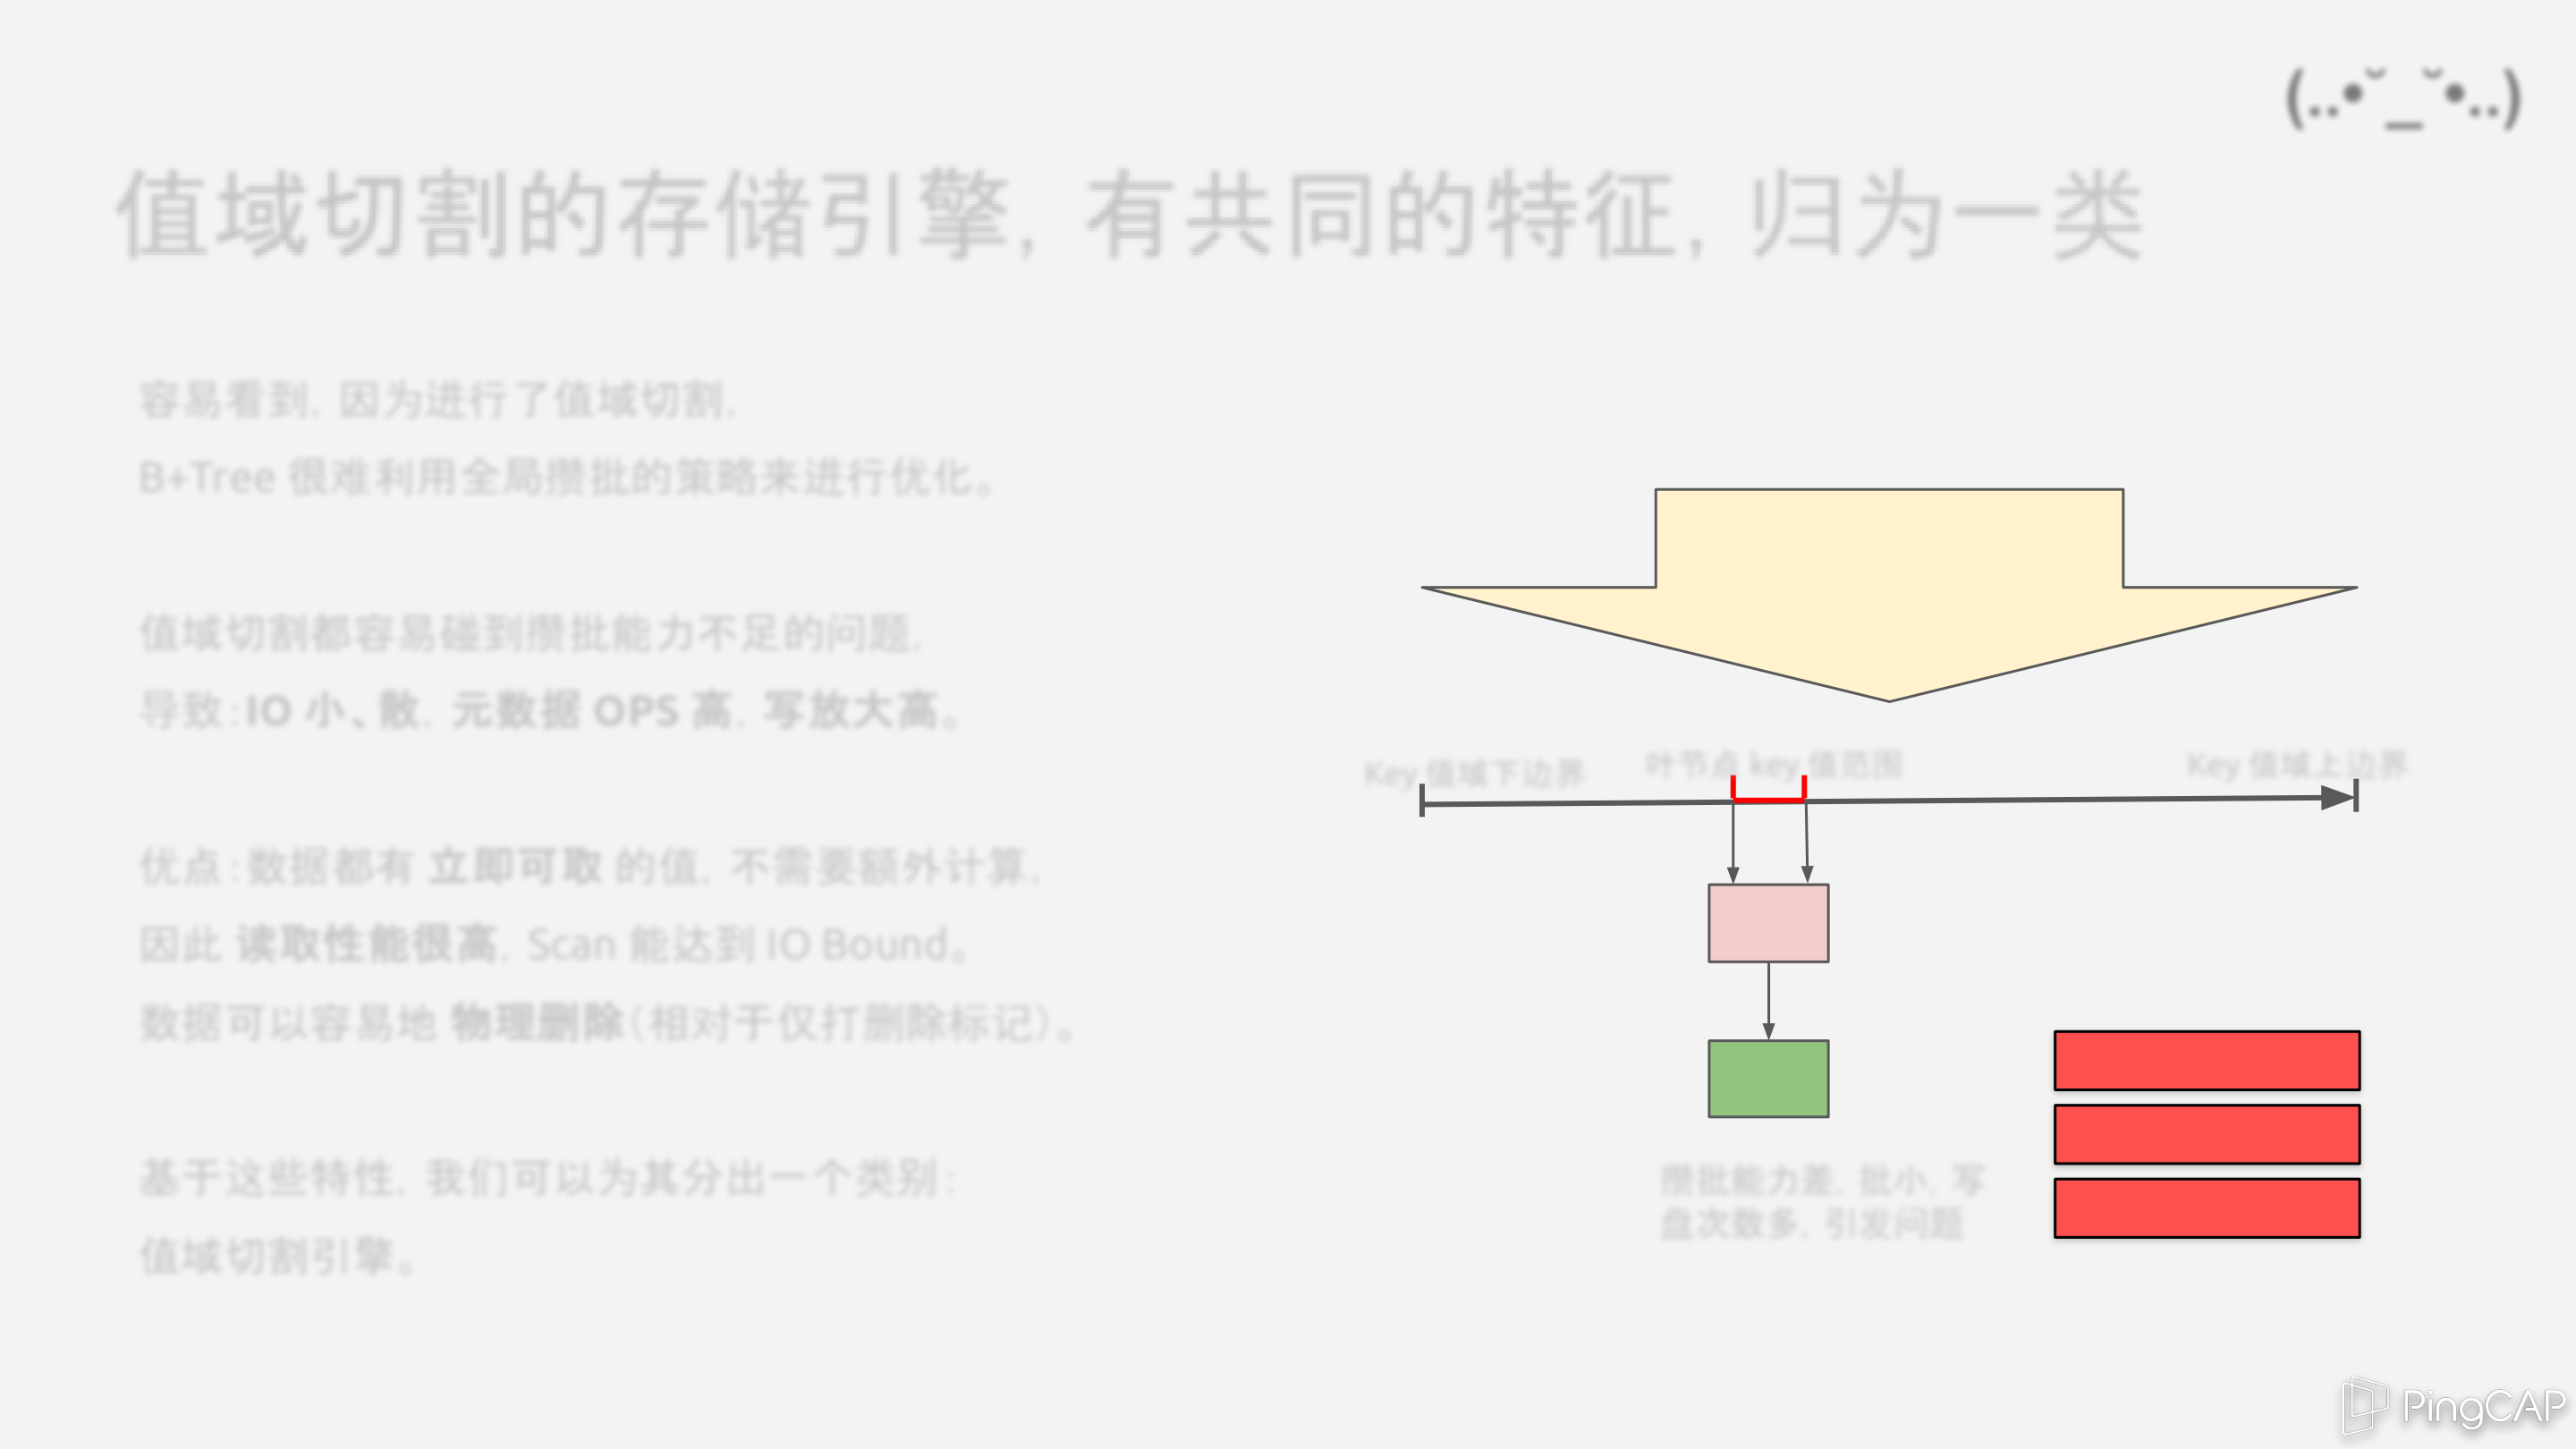 (..•˘_˘•..)
值域切割的存储引擎，有共同的特征，归为一类
容易看到，因为进行了值域切割，
B+Tree 很难利用全局攒批的策略来进行优化。
值域切割都容易碰到攒批能力不足的问题，
导致：IO 小、散，元数据 OPS 高，写放大高。
优点：数据都有 立即可取 的值，不需要额外计算，
因此 读取性能很高，Scan 能达到 IO Bound。
数据可以容易地 物理删除（相对于仅打删除标记）。
基于这些特性，我们可以为其分出一个类别：
值域切割引擎。
Key 值域下边界
叶节点 key 值范围
Key 值域上边界
攒批能力差，批小，写
盘次数多，引发问题
PingCAP